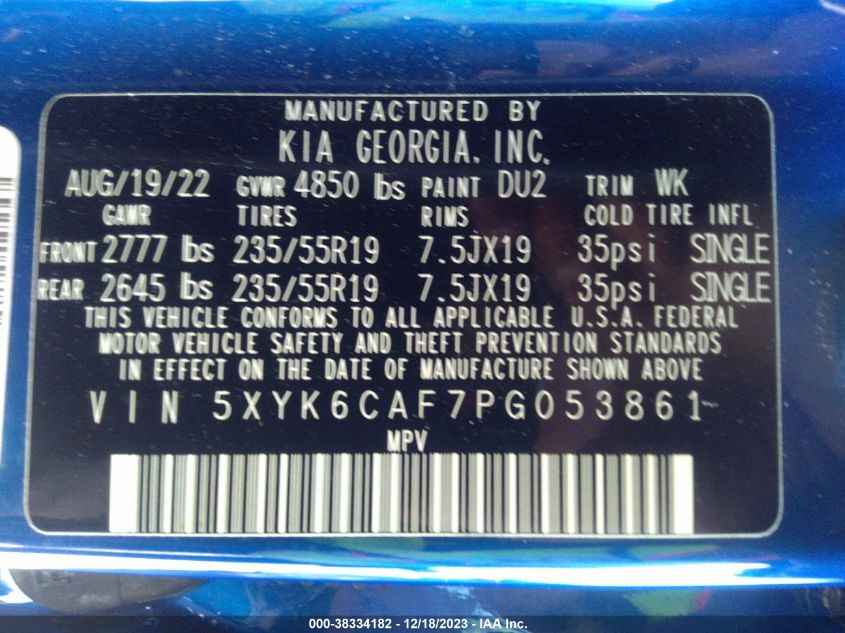 MANUFACTURED BY
KIA GEORGIA, INC.
AUG/19/22 GVWR 4850 lbs PAINT DU2 TRIM WK
GAWR TIRES RIMS COLD TIRE INFL
FRONT 2777 lbs 235/55R19 7.5JX19 35psi SINGLE
REAR 2645 lbs 235/55R19 7.5JX19 35psi SINGLE
THIS VEHICLE CONFORMS TO ALL APPLICABLE U.S.A. FEDERAL
MOTOR VEHICLE SAFETY AND THEFT PREVENTION STANDARDS
IN EFFECT ON THE DATE OF MANUFACTURE SHOWN ABOVE
VIN 5XYK6CAF7PG053861
MPV
000-38334182 - 12/18/2023 - IAA Inc.